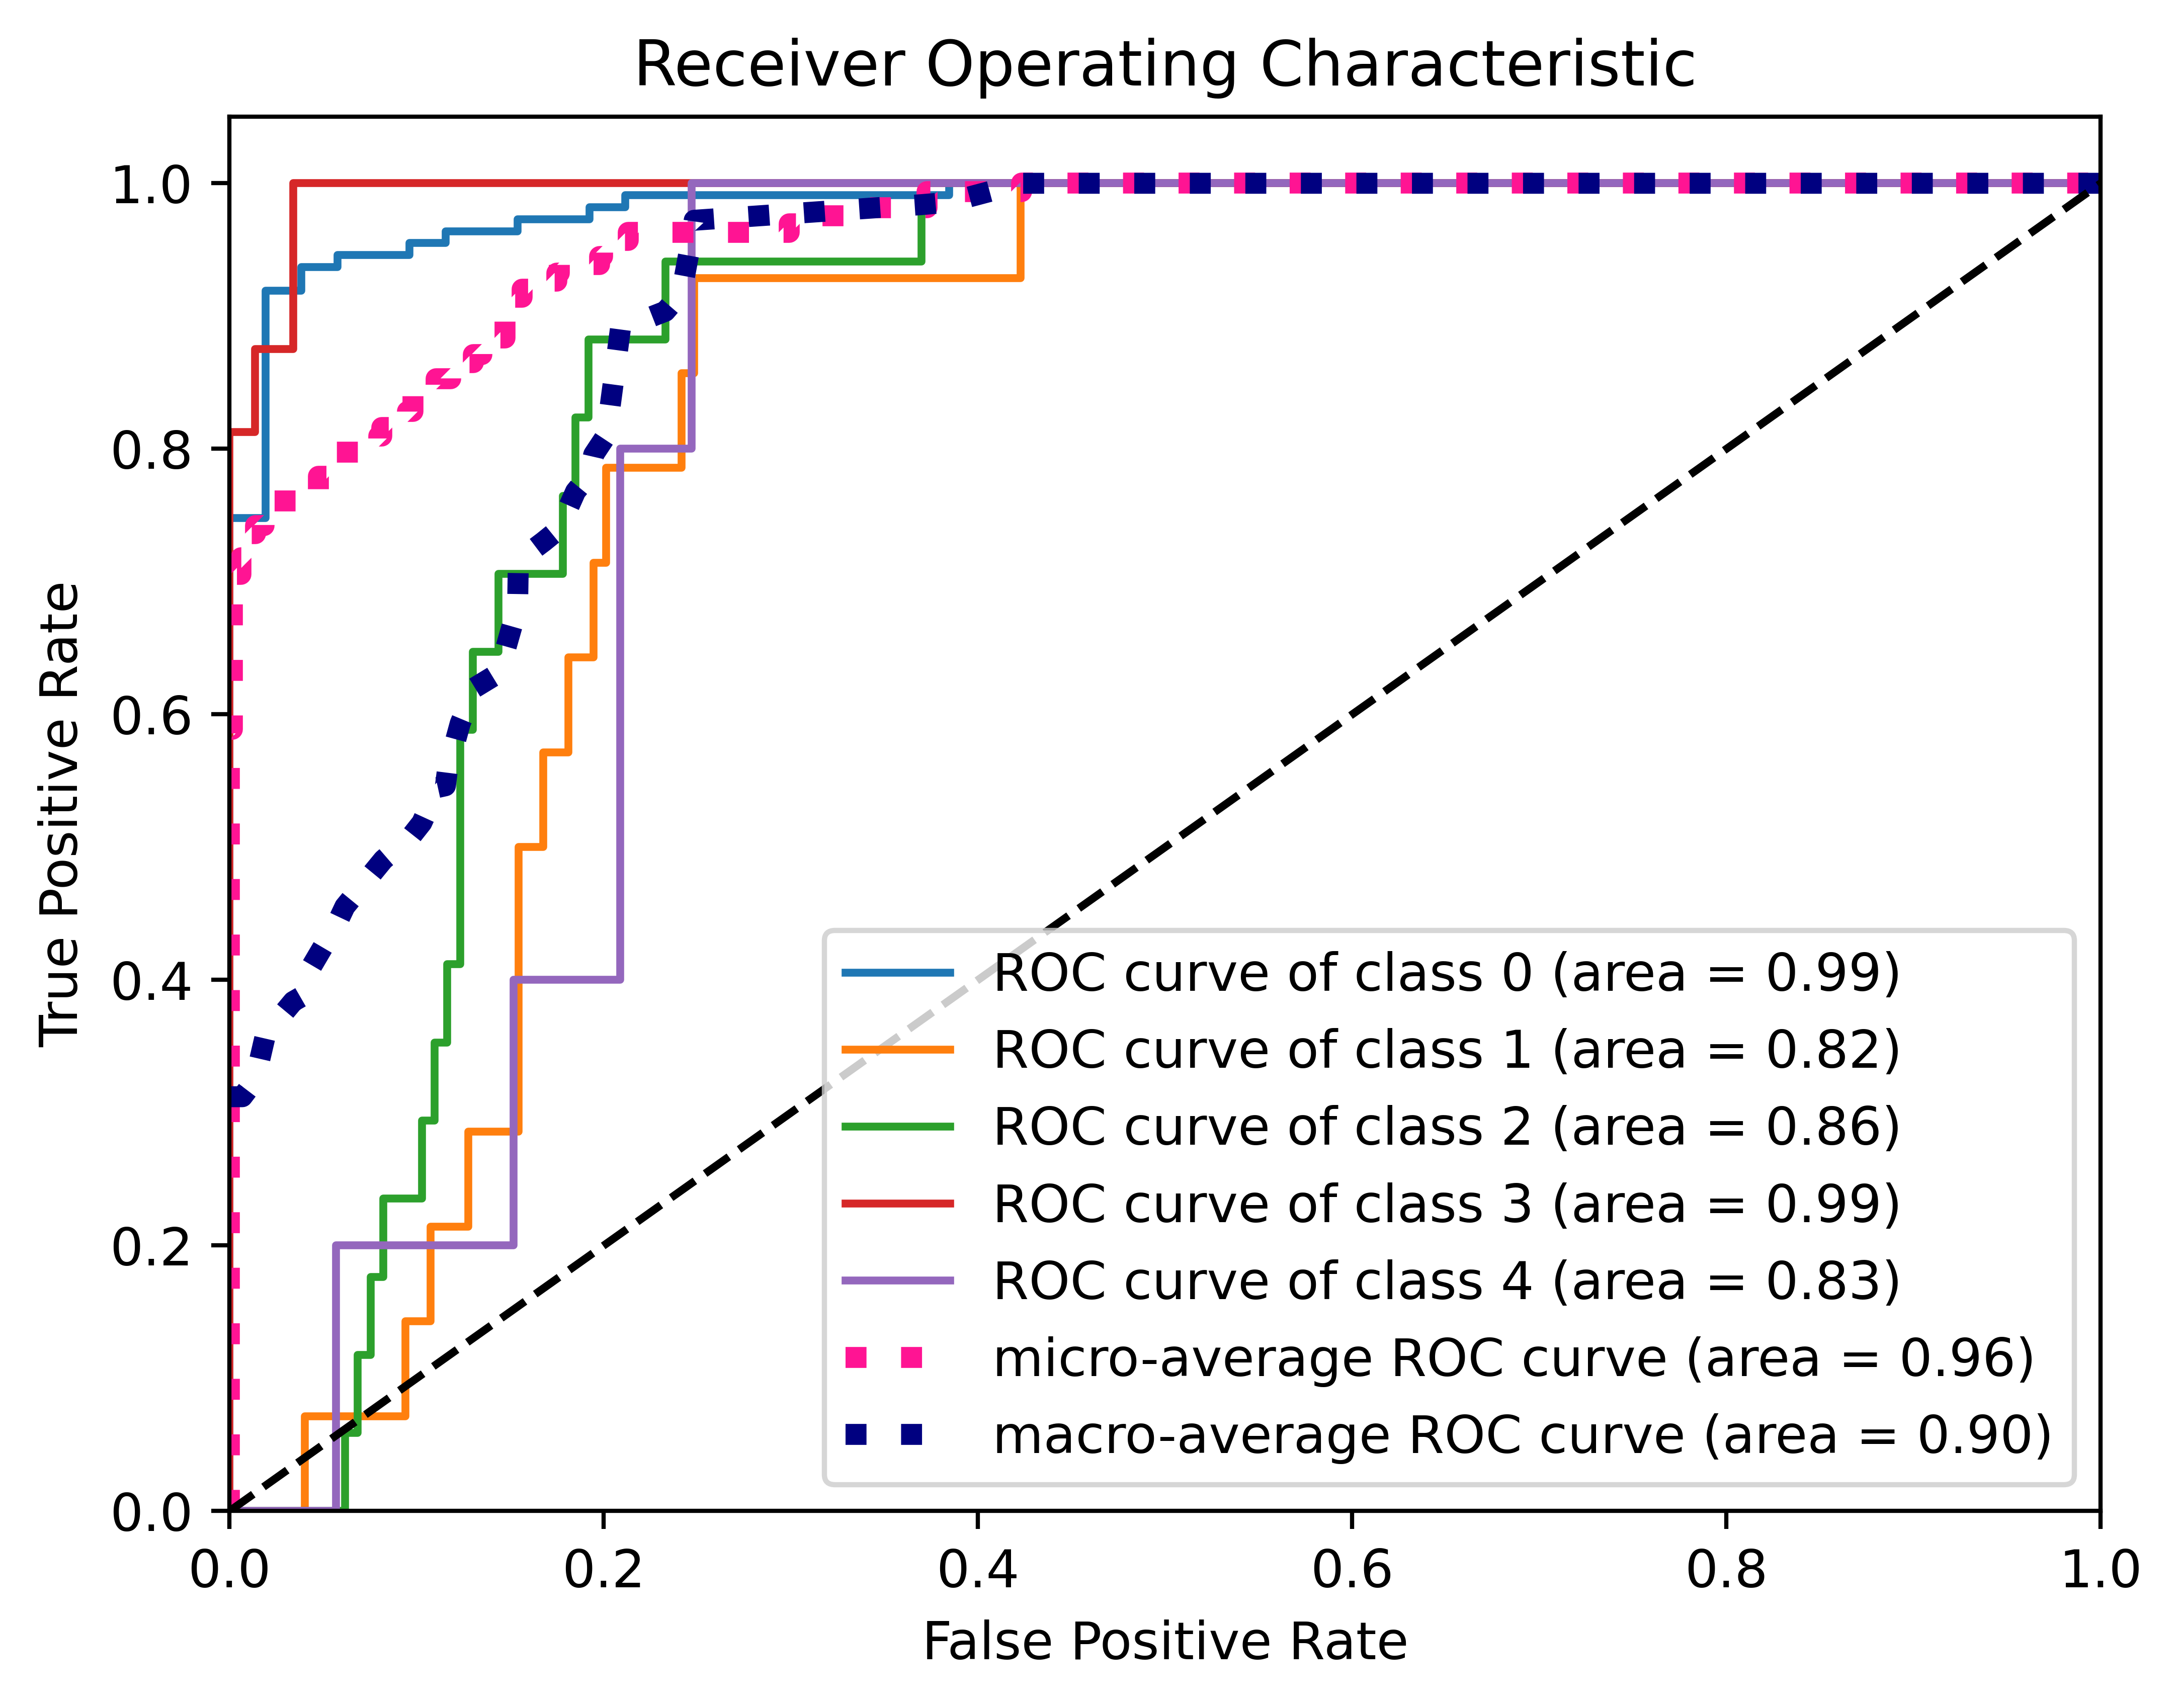 Receiver Operating Characteristic
True Positive Rate
1.0
0.8
0.6
0.4
0.2
0.0
ROC curve of class 0 (area = 0.99)
ROC curve of class 1 (area = 0.82)
ROC curve of class 2 (area = 0.86)
ROC curve of class 3 (area = 0.99)
ROC curve of class 4 (area = 0.83)
micro-average ROC curve (area = 0.96)
macro-average ROC curve (area = 0.90)
0.0 0.2 0.4 0.6 0.8 1.0
False Positive Rate